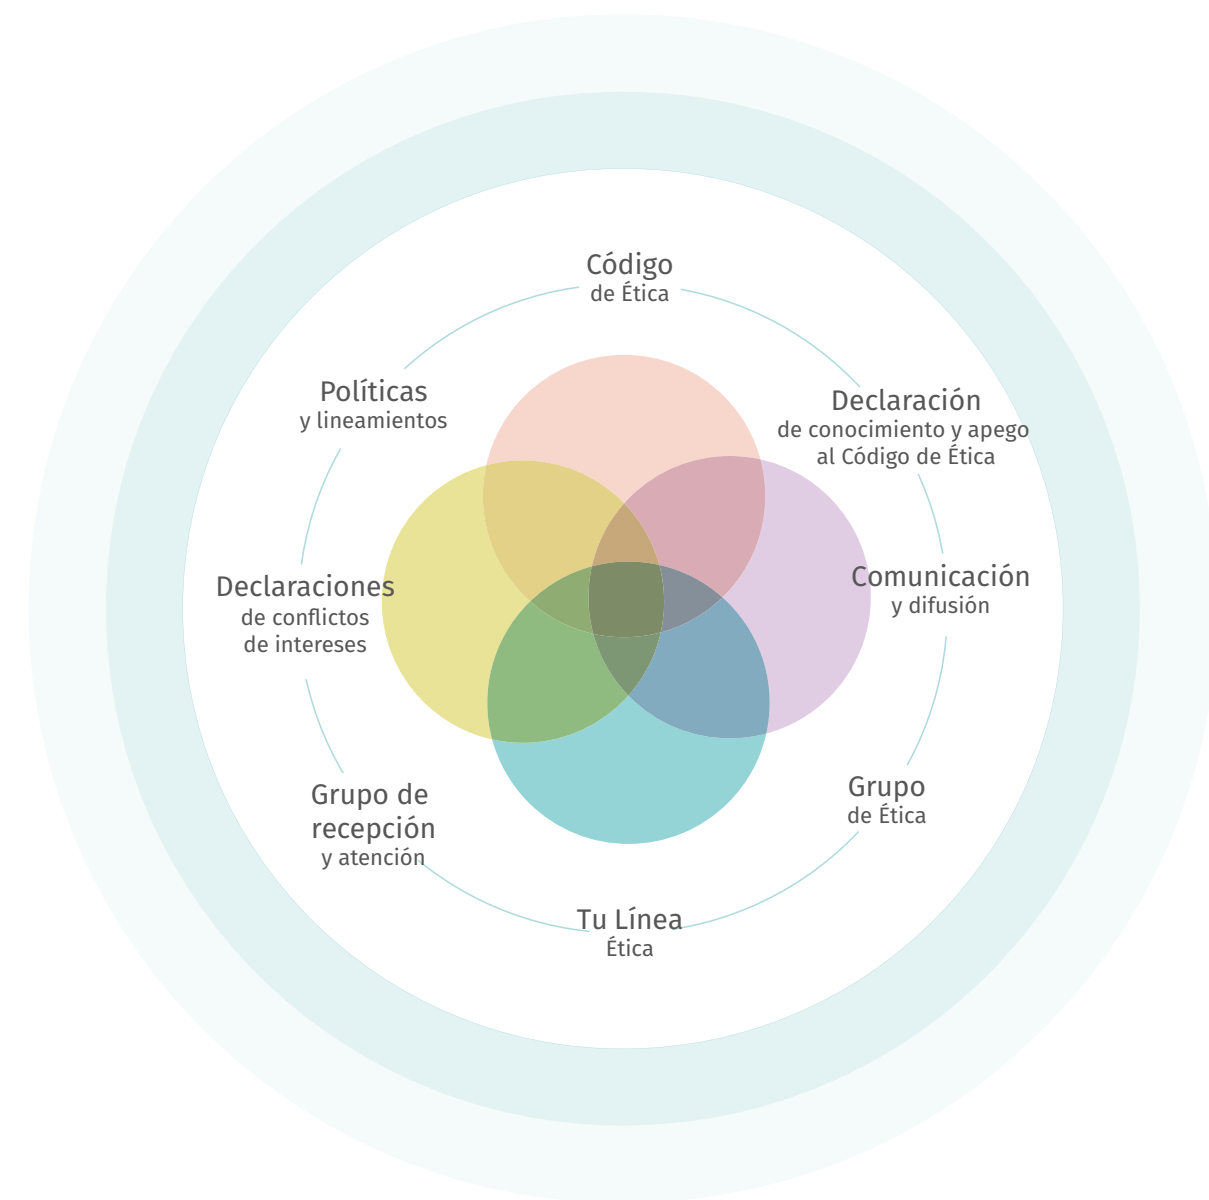 Código
de Ética
Declaración
de conocimiento y apego
al Código de Ética
Comunicación
y difusión
Grupo
de Ética
Tu Línea
Ética
Grupo de
recepción
y atención
Declaraciones
de conflictos
de intereses
Políticas
y lineamientos